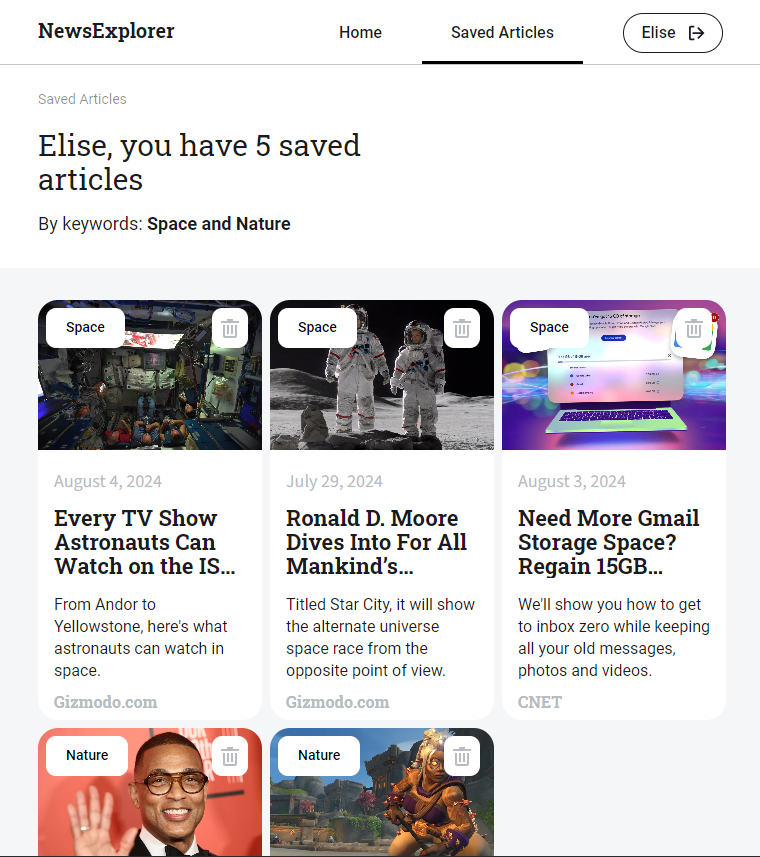 NewsExplorer
Home
Saved Articles
Elise
Saved Articles
Elise, you have 5 saved
articles
By keywords: Space and Nature
Space
Space
Space
August 4, 2024
Every TV Show
Astronauts Can
Watch on the IS...
From Andor to
Yellowstone, here's what
astronauts can watch in
space.
Gizmodo.com
July 29, 2024
Ronald D. Moore
Dives Into For All
Mankind’s...
Titled Star City, it will show
the alternate universe
space race from the
opposite point of view.
Gizmodo.com
August 3, 2024
Need More Gmail
Storage Space?
Regain 15GB...
We'll show you how to get
to inbox zero while keeping
all your old messages,
photos and videos.
CNET
Nature
Nature